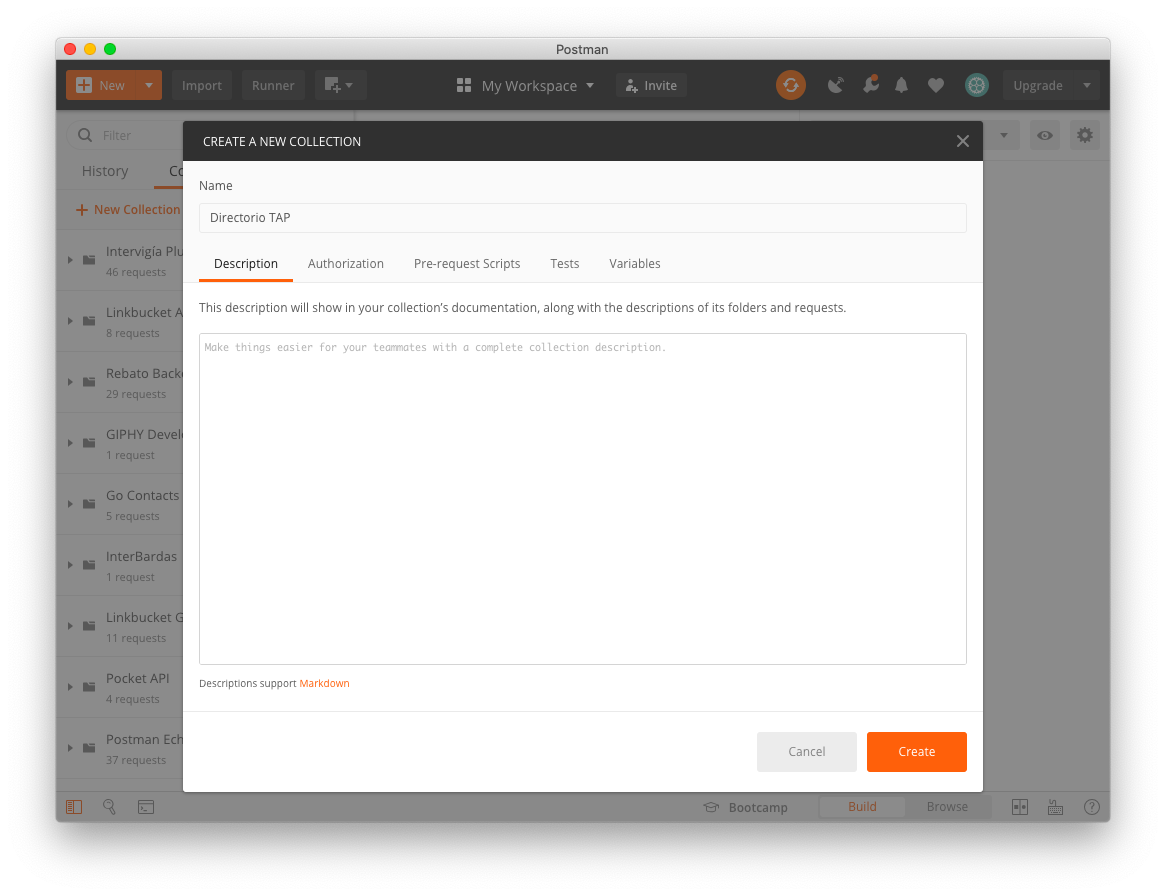 Postman
New
Import
Runner
My Workspace
Invite
Upgrade
Filter
History
Co
New Collection
Intervigía Plu
46 requests
Linkbucket A
8 requests
Rebato Backe
29 requests
GIPHY Develo
1 request
Go Contacts
5 requests
InterBardas
1 request
Linkbucket G
11 requests
Pocket API
4 requests
Postman Ech
37 requests
CREATE A NEW COLLECTION
Name
Directorio TAP
Description Authorization Pre-request Scripts Tests Variables
This description will show in your collection’s documentation, along with the descriptions of its folders and requests.
Make things easier for your teammates with a complete collection description.
Descriptions support Markdown
Cancel
Create
Bootcamp
Build
Browse